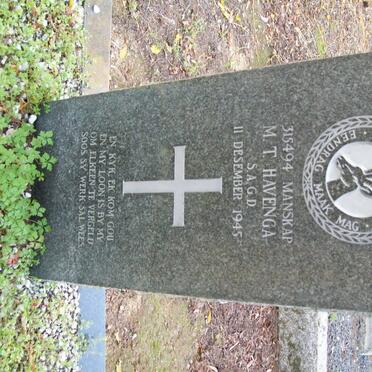 EENDRAG MAAK MAG
316494 MANSKAP
M.T. HAVENGA
S.A.G.D.
11 DESEMBER 1945
EN KYK, EK KOM GOU
EN MY LOON IS BY MY
OM ELKEEN TE VERGELD
SOOS SY WERK SAL WEES